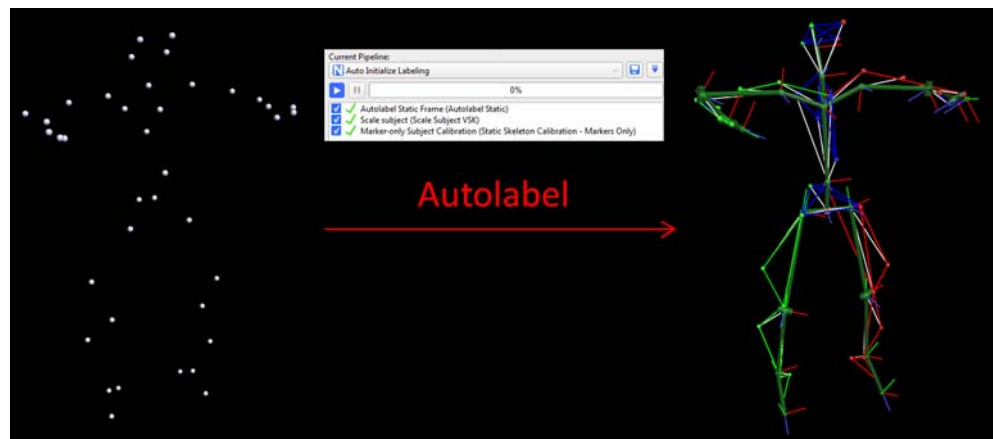 Current Pipeline:
Auto Initialize Labeling
0%
Autolabel Static Frame (Autolabel Static)
Scale subject (Scale Subject VSK)
Marker-only Subject Calibration (Static Skeleton Calibration - Markers Only)
Autolabel